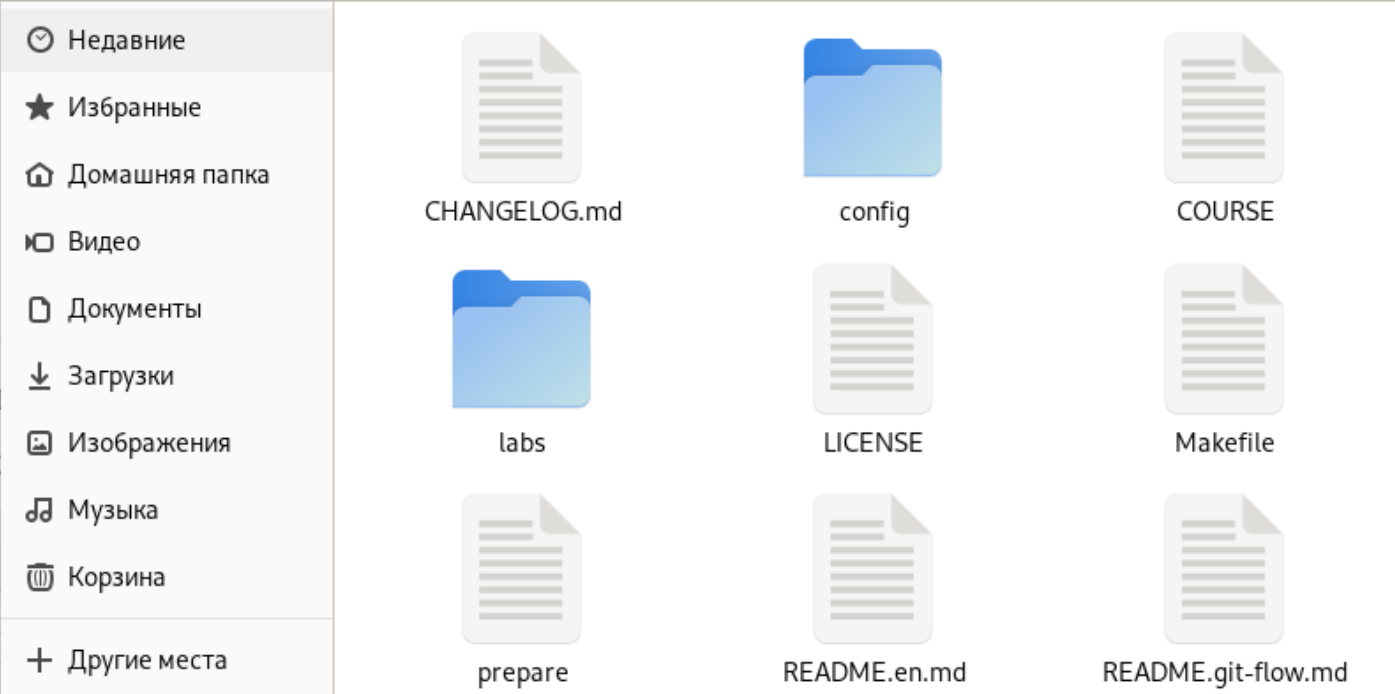 Недавние
Избранные
Домашняя папка
Видео
Документы
Загрузки
Изображения
Музыка
Корзина
Другие места
CHANGELOG.md
config
COURSE
labs
LICENSE
Makefile
prepare
README.en.md
README.git-flow.md